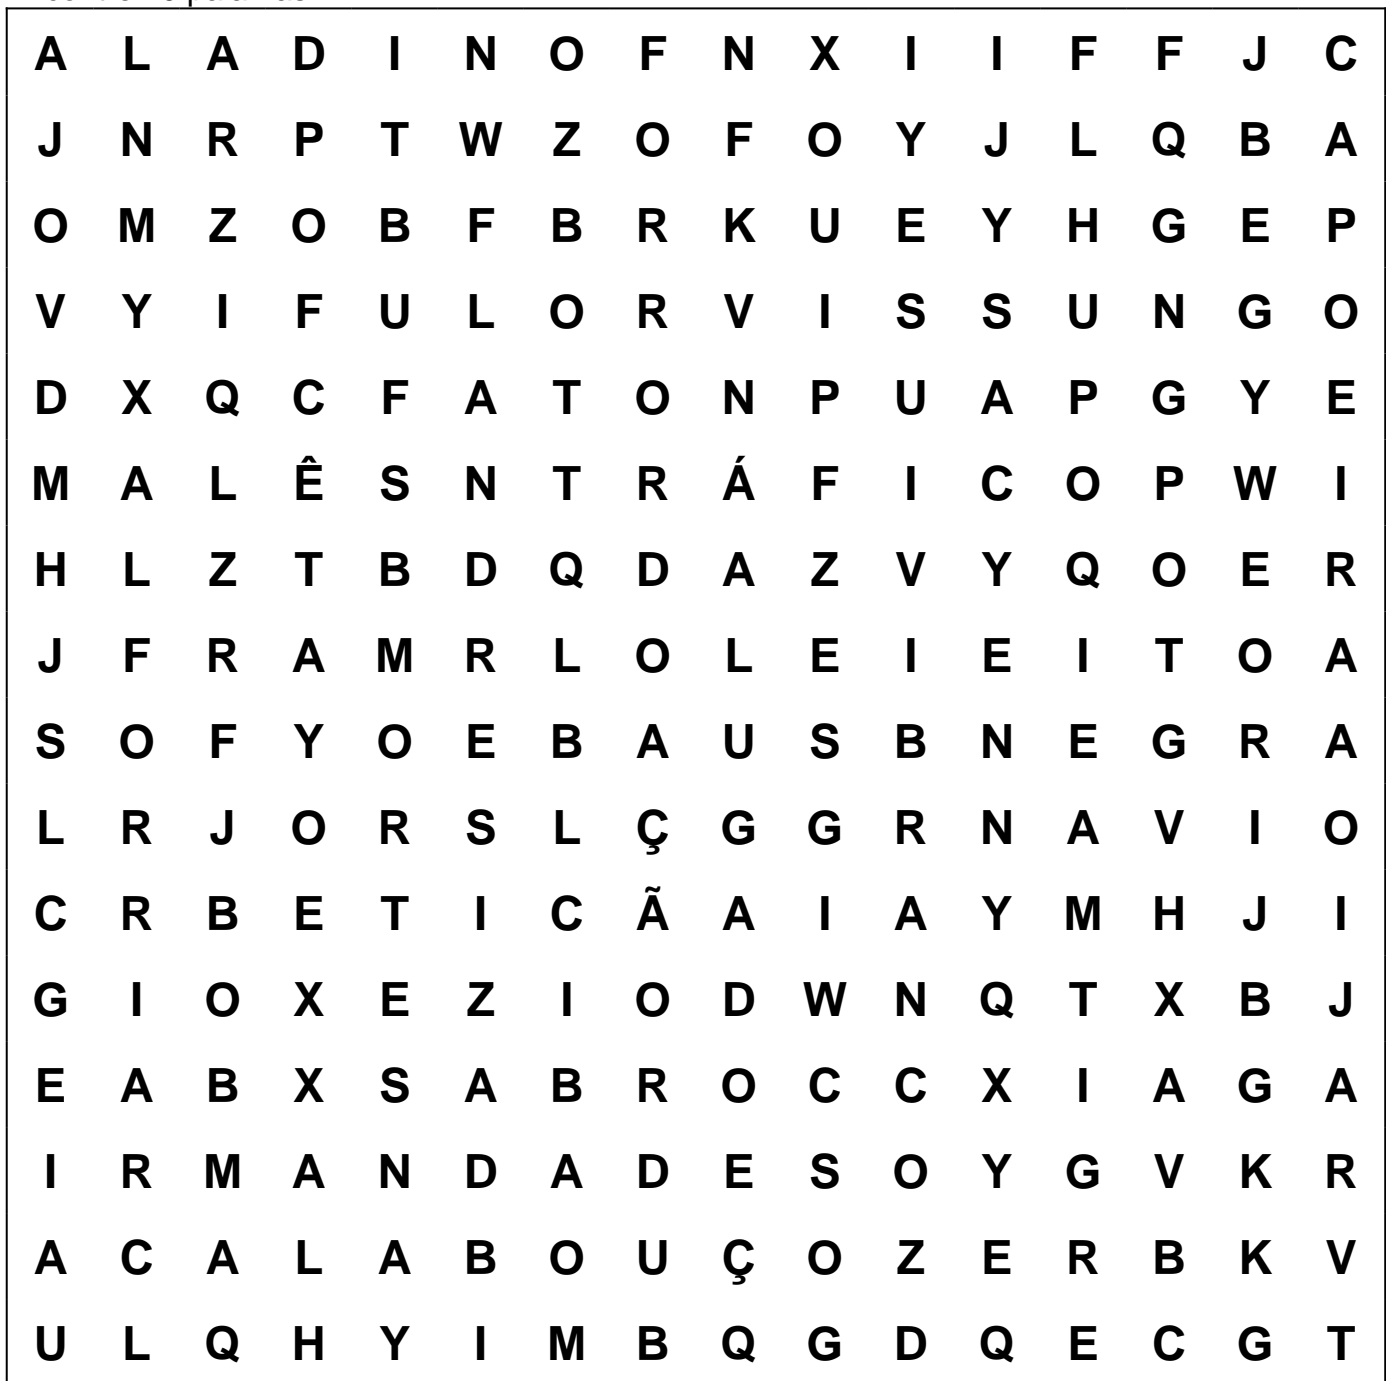 A L A D I N O F N X I I F F J C
J N R P T W Z O F O Y J L Q B A
O M Z O B F B R K U E Y H G E P
V Y I F U L O R V I S S U N G O
D X Q C F A T O N P U A P G Y E
M A L Ê S N T R Á F I C O P W I
H L Z T B D Q D A Z V Y Q O E R
J F R A M R L O L E I E I T O A
S O F Y O E B A U S B N E G R A
L R J O R S L Ç G G R N A V I O
C R B E T I C Ã A I A Y M H J I
G I O X E Z I O D W N Q T X B J
E A B X S A B R O C C X I A G A
I R M A N D A D E S O Y G V K R
A C A L A B O U Ç O Z E R B K V
U L Q H Y I M B Q G D Q E C G T